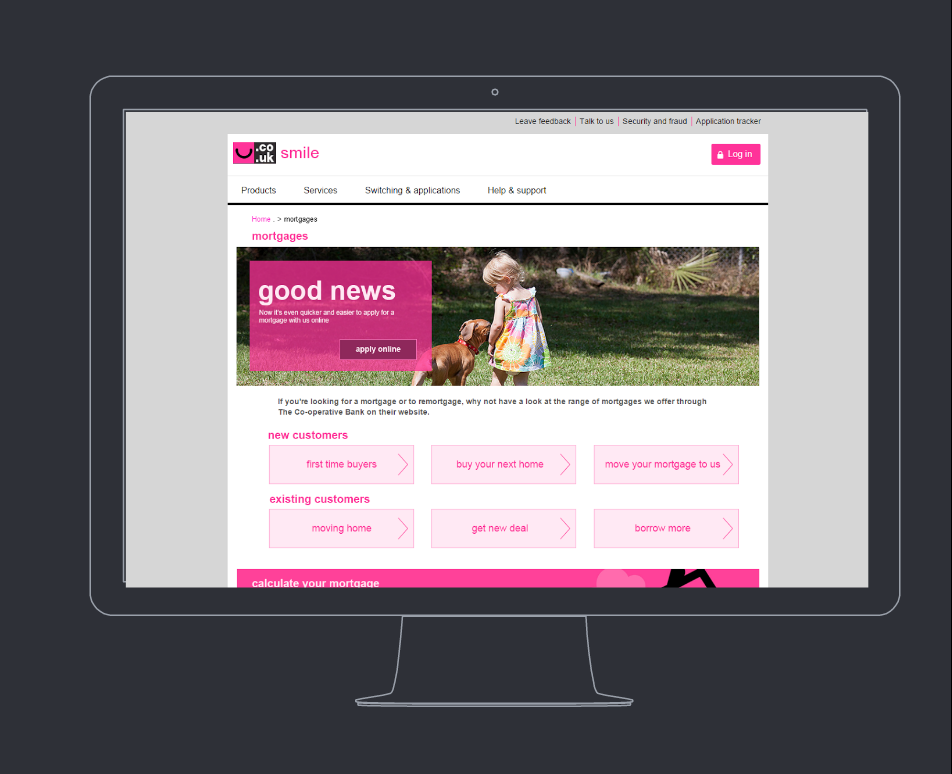 Leave feedback | Talk to us | Security and fraud | Application tracker
.co
.uk
smile
Log in
Products Services Switching & applications Help & support
Home . > mortgages
mortgages
good news
Now it's even quicker and easier to apply for a
mortgage with us online
apply online
If you're looking for a mortgage or to remortgage, why not have a look at the range of mortgages we offer through
The Co-operative Bank on their website.
new customers
first time buyers buy your next home move your mortgage to us
existing customers
moving home get new deal borrow more
calculate your mortgage